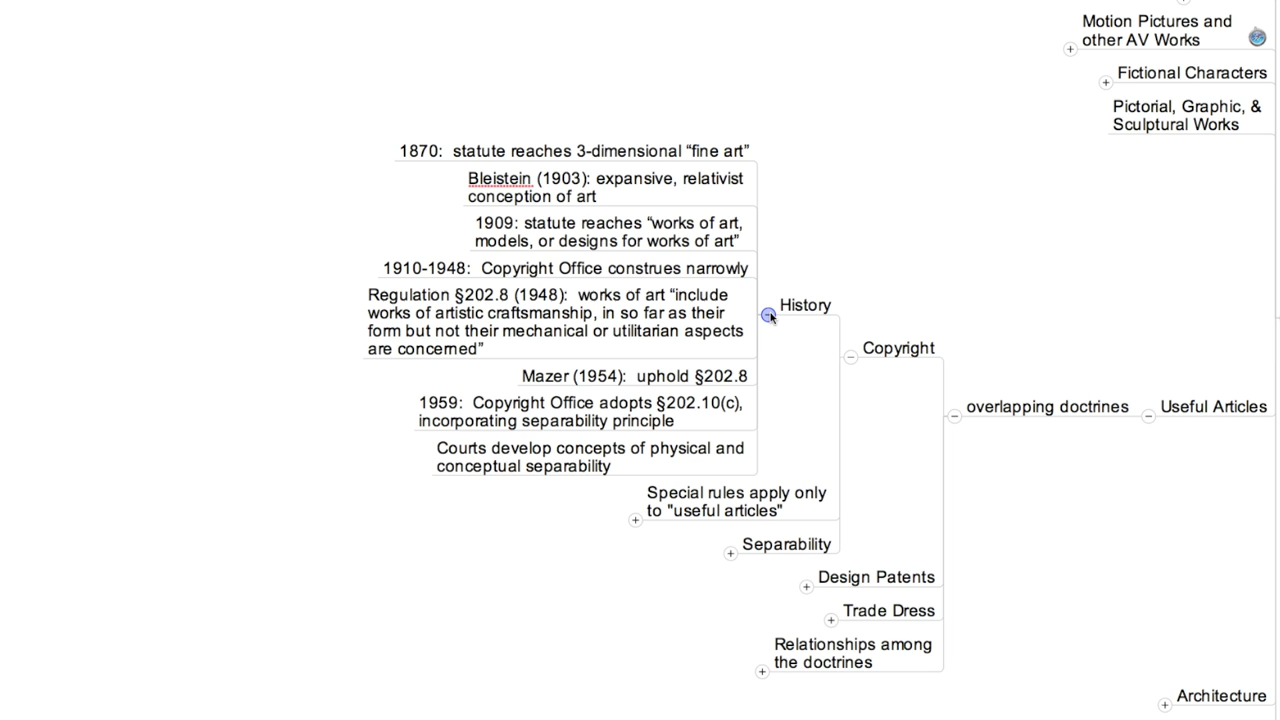 Motion Pictures and
other AV Works
Fictional Characters
Pictorial, Graphic, &
Sculptural Works
1870:  statute reaches 3-dimensional “fine art”
Bleistein (1903): expansive, relativist
conception of art
1909: statute reaches “works of art,
models, or designs for works of art”
1910-1948:  Copyright Office construes narrowly
Regulation §202.8 (1948):  works of art “include
works of artistic craftsmanship, in so far as their
form but not their mechanical or utilitarian aspects
are concerned”
Mazer (1954):  uphold §202.8
1959:  Copyright Office adopts §202.10(c),
incorporating separability principle
Courts develop concepts of physical and
conceptual separability
History
Special rules apply only
to "useful articles"
Separability
Copyright
Design Patents
Trade Dress
Relationships among
the doctrines
overlapping doctrines
Useful Articles
Architecture